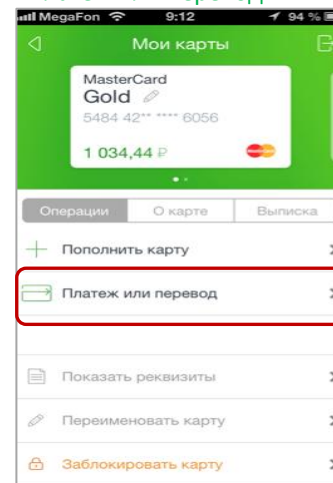 MegaFon 9:12 94 %
Мои карты
MasterCard
Gold
5484 42** **** 6056
1 034,44 ₽
Операции О карте Выписка
Пополнить карту
Платеж или перевод
Показать реквизиты
Переименовать карту
Заблокировать карту